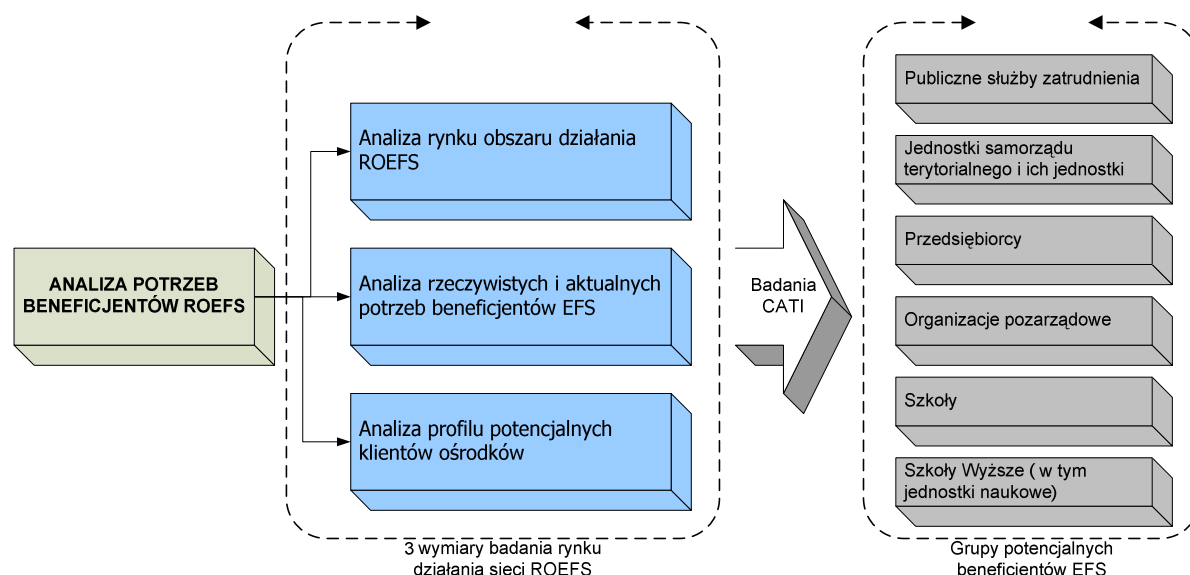 ANALIZA POTRZEB
BENEFICJENTÓW ROEFS
Analiza rynku obszaru działania
ROEFS
Analiza rzeczywistych i aktualnych
potrzeb beneficjentów EFS
Analiza profilu potencjalnych
klientów ośrodków
3 wymiary badania rynku
działania sieci ROEFS
Badania
CATI
Publiczne służby zatrudnienia
Jednostki samorządu
terytorialnego i ich jednostki
Przedsiębiorcy
Organizacje pozarządowe
Szkoły
Szkoły Wyższe ( w tym
jednostki naukowe)
Grupy potencjalnych
beneficientów EFS